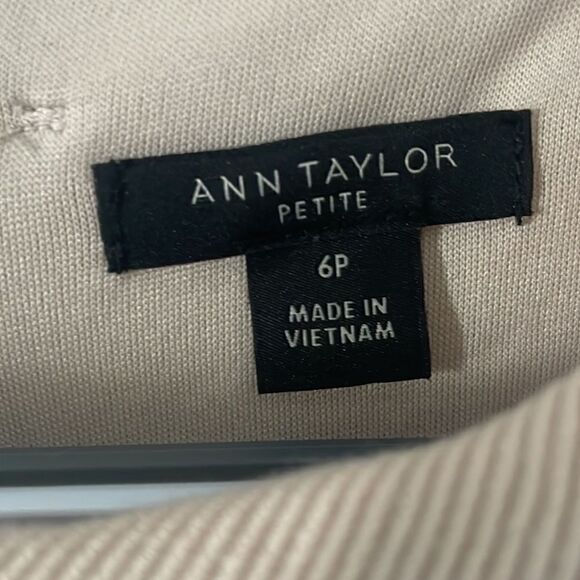 ANN TAYLOR
PETITE
6P
MADE IN
VIETNAM